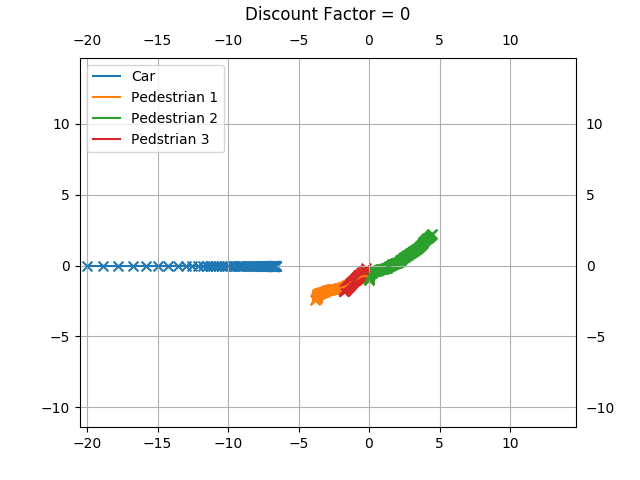 Discount Factor = 0
−20 −15 −10 −5 0 5 10
Car
Pedestrian 1
Pedestrian 2
Pedstrian 3
10 10
5 5
0 0
−5 −5
−10 −10
−20 −15 −10 −5 0 5 10